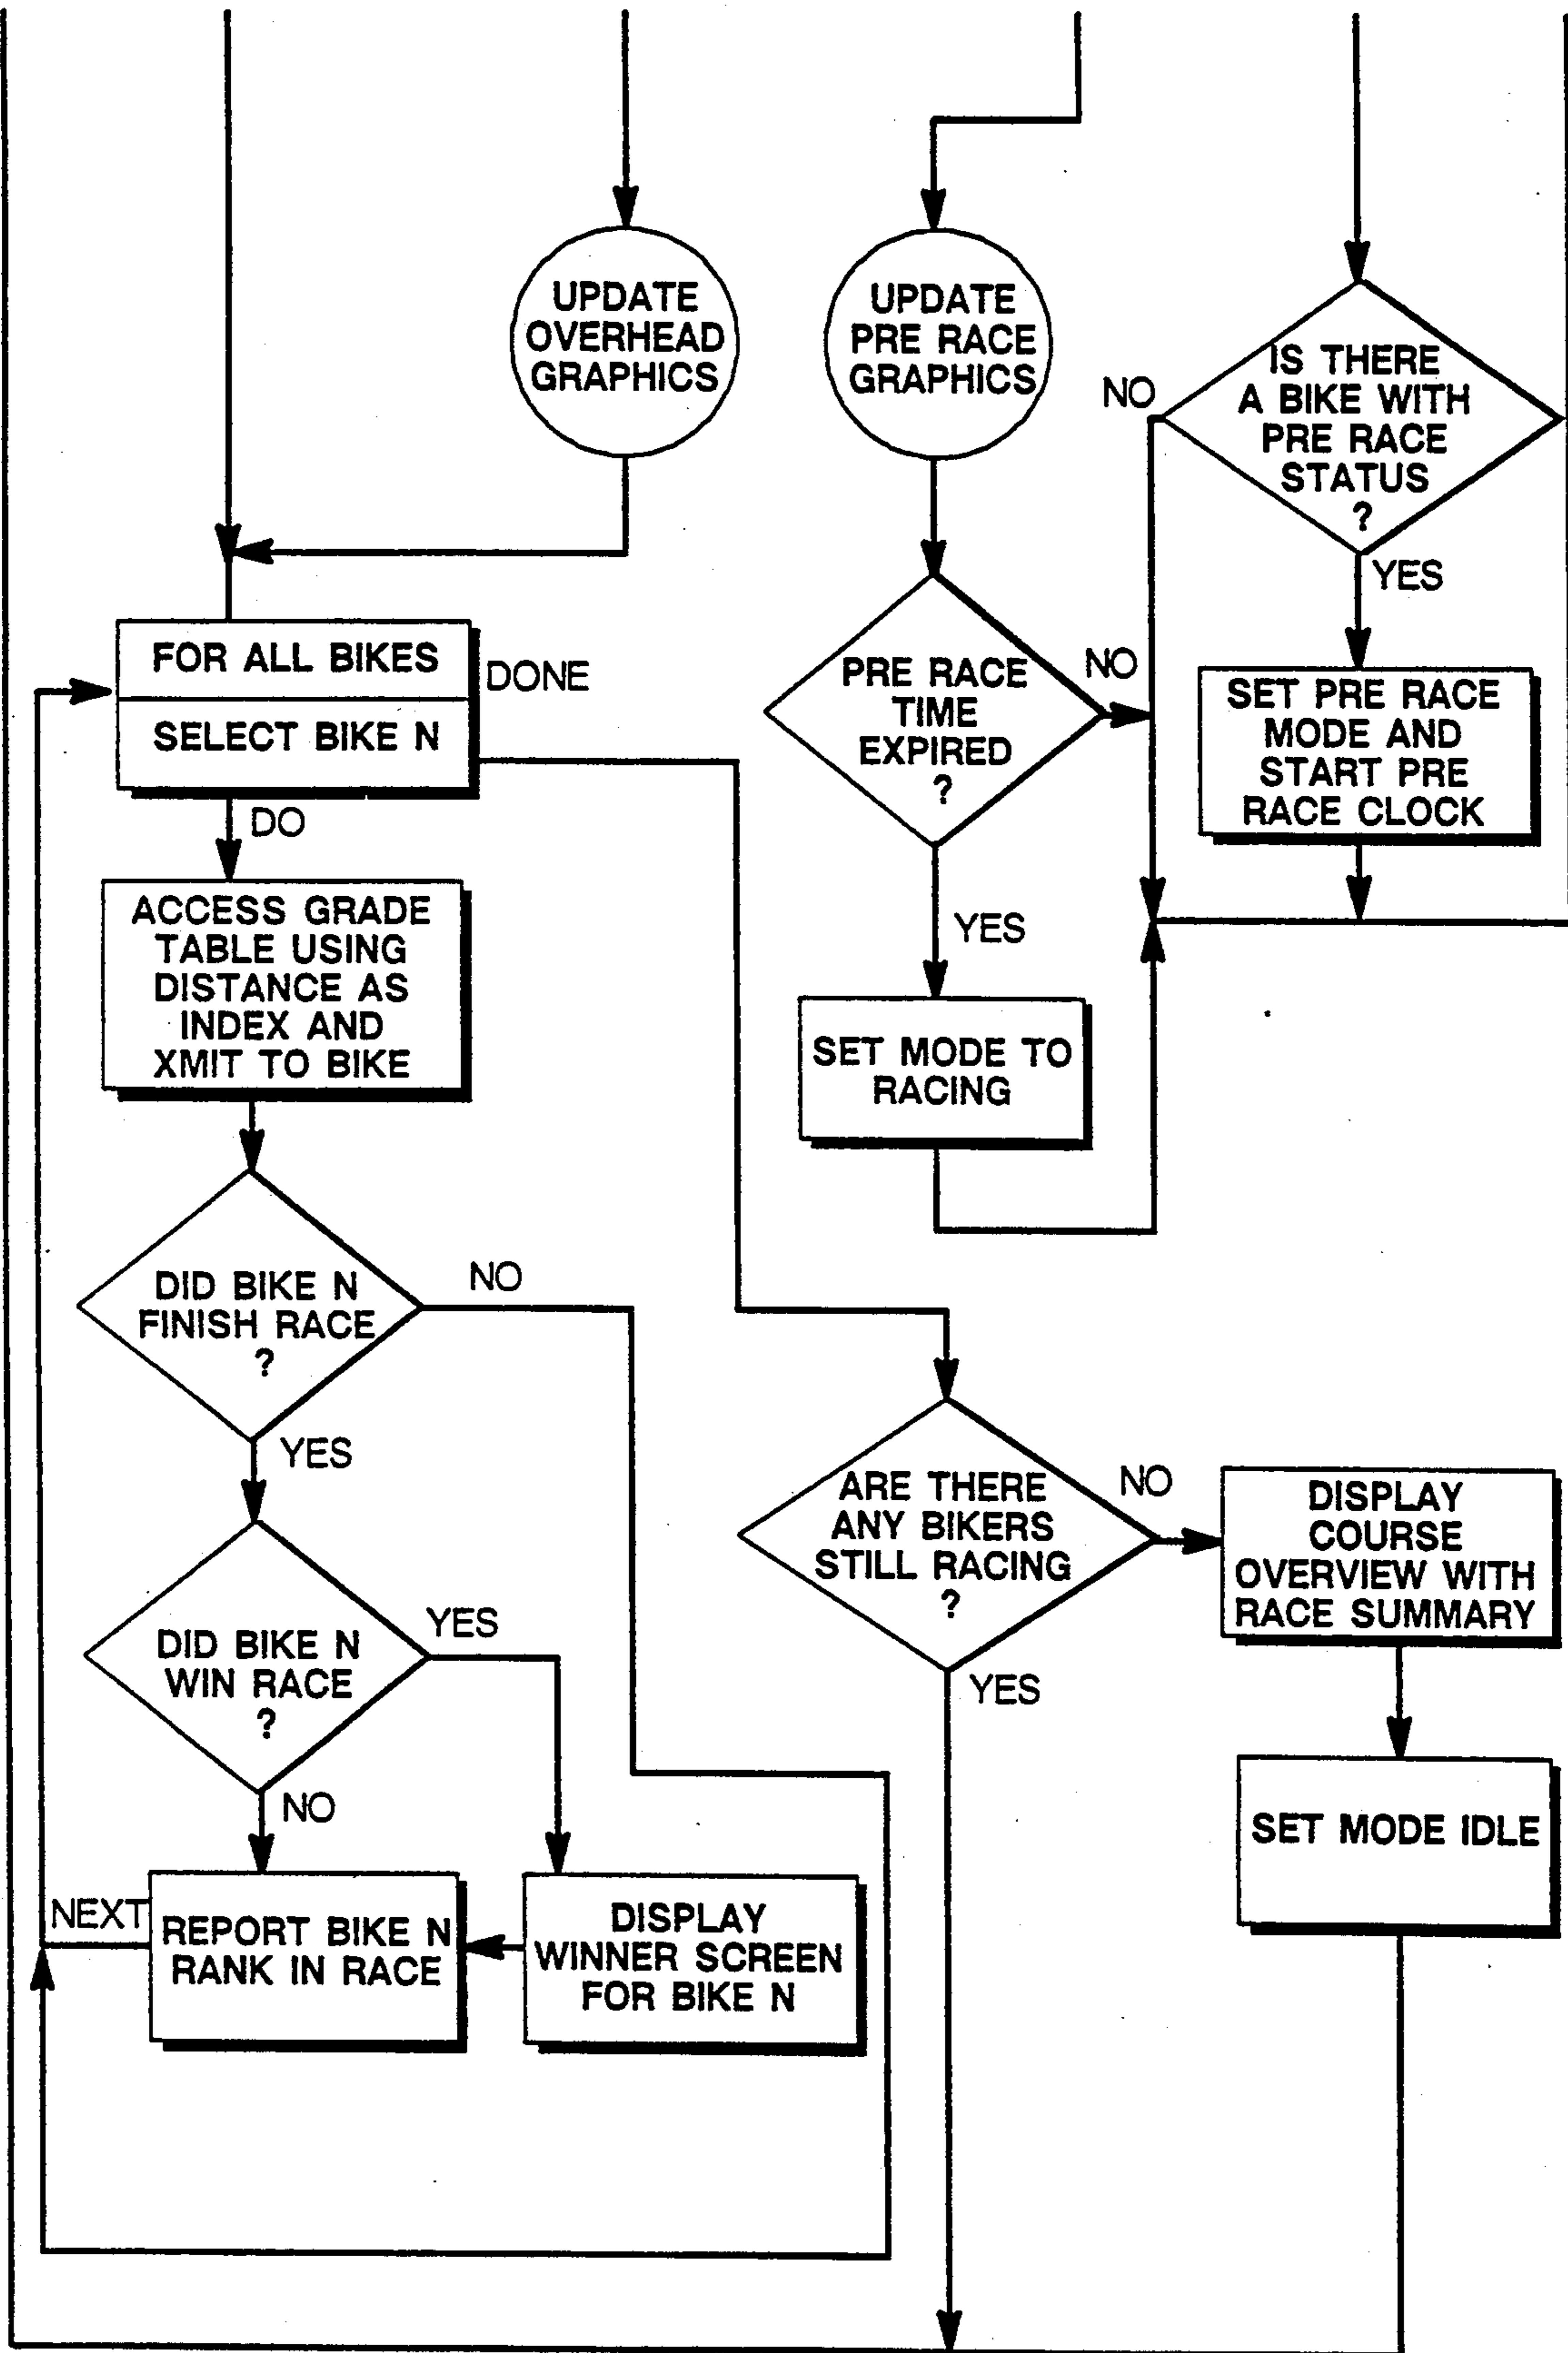 UPDATE
OVERHEAD
GRAPHICS
UPDATE
PRE RACE
GRAPHICS
IS THERE
A BIKE WITH
PRE RACE
STATUS
?
NO
YES
FOR ALL BIKES
SELECT BIKE N
DONE
DO
PRE RACE
TIME
EXPIRED
?
NO
YES
SET PRE RACE
MODE AND
START PRE
RACE CLOCK
ACCESS GRADE
TABLE USING
DISTANCE AS
INDEX AND
XMIT TO BIKE
SET MODE TO
RACING
DID BIKE N
FINISH RACE
?
NO
YES
ARE THERE
ANY BIKERS
STILL RACING
?
NO
YES
DISPLAY
COURSE
OVERVIEW WITH
RACE SUMMARY
DID BIKE N
WIN RACE
?
YES
NO
SET MODE IDLE
NEXT
REPORT BIKE N
RANK IN RACE
DISPLAY
WINNER SCREEN
FOR BIKE N